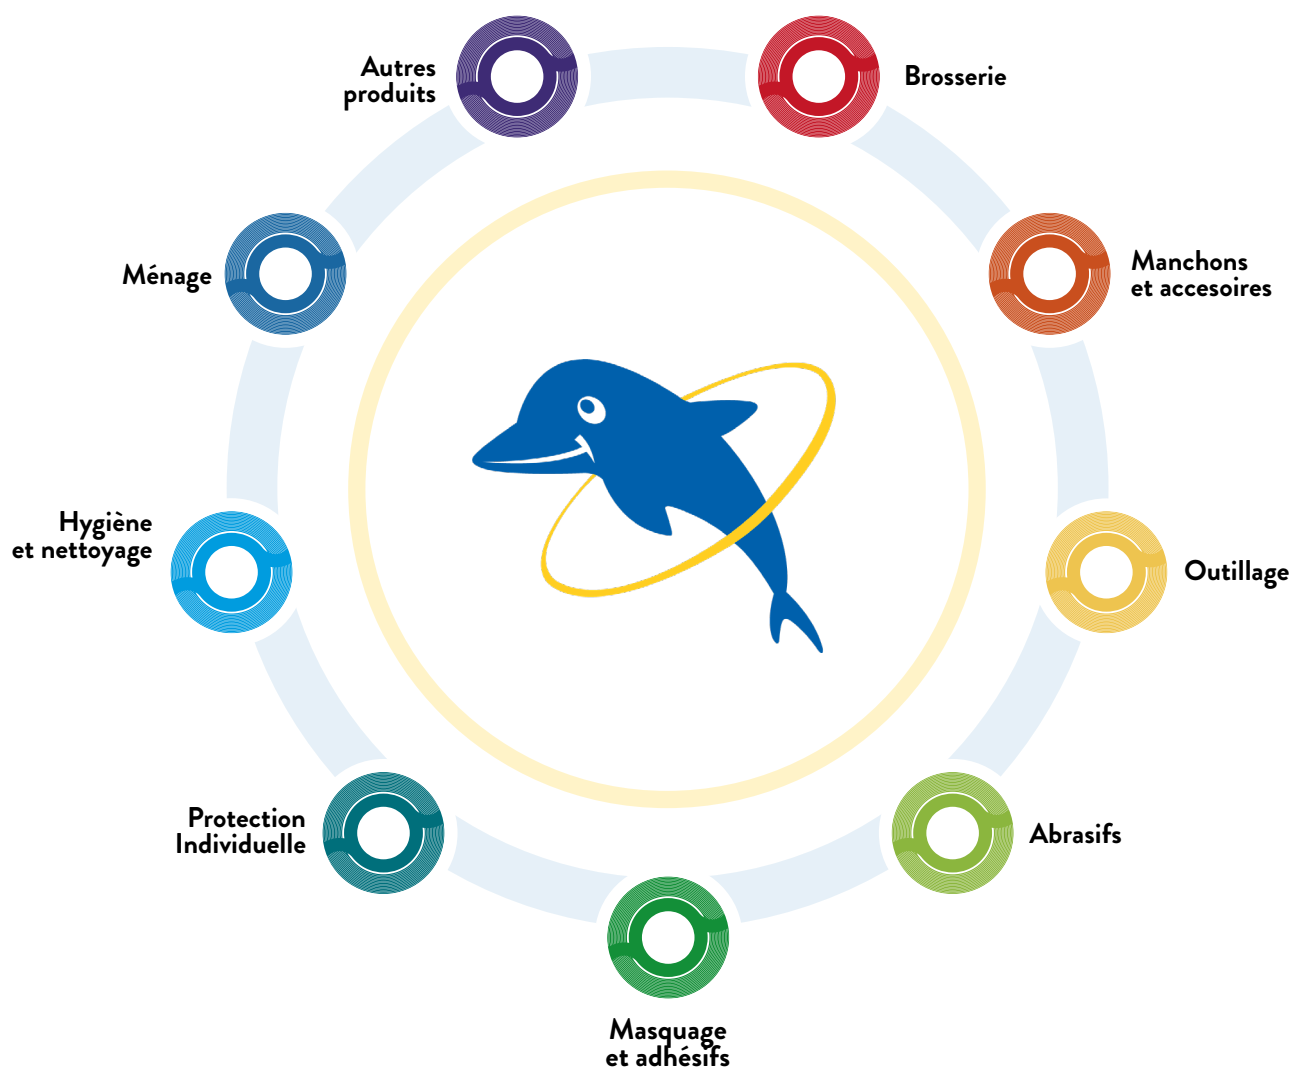 Autres
produits
Brosserie
Ménage
Manchons
et accesoires
Hygiène
et nettoyage
Outillage
Protection
Individuelle
Abrasifs
Masquage
et adhésifs